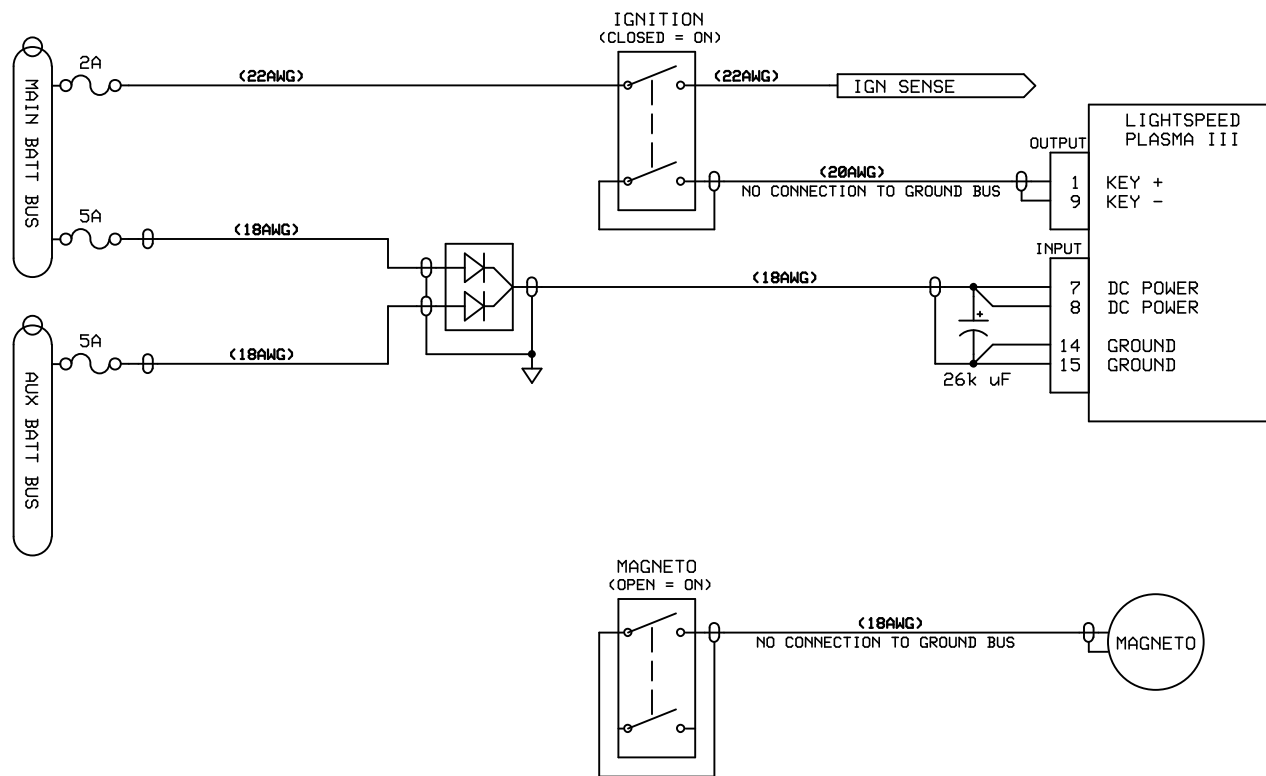 IGNITION
(CLOSED = ON)
2A
(22AWG)
(22AWG)
IGN SENSE
MAIN BATT BUS
LIGHTSPEED
PLASMA III
OUTPUT
(20AWG)
NO CONNECTION TO GROUND BUS
1 KEY +
9 KEY -
5A
(18AWG)
INPUT
(18AWG)
7 DC POWER
8 DC POWER
+
14 GROUND
15 GROUND
26k uF
5A
(18AWG)
AUX BATT BUS
MAGNETO
(OPEN = ON)
(18AWG)
NO CONNECTION TO GROUND BUS
MAGNETO